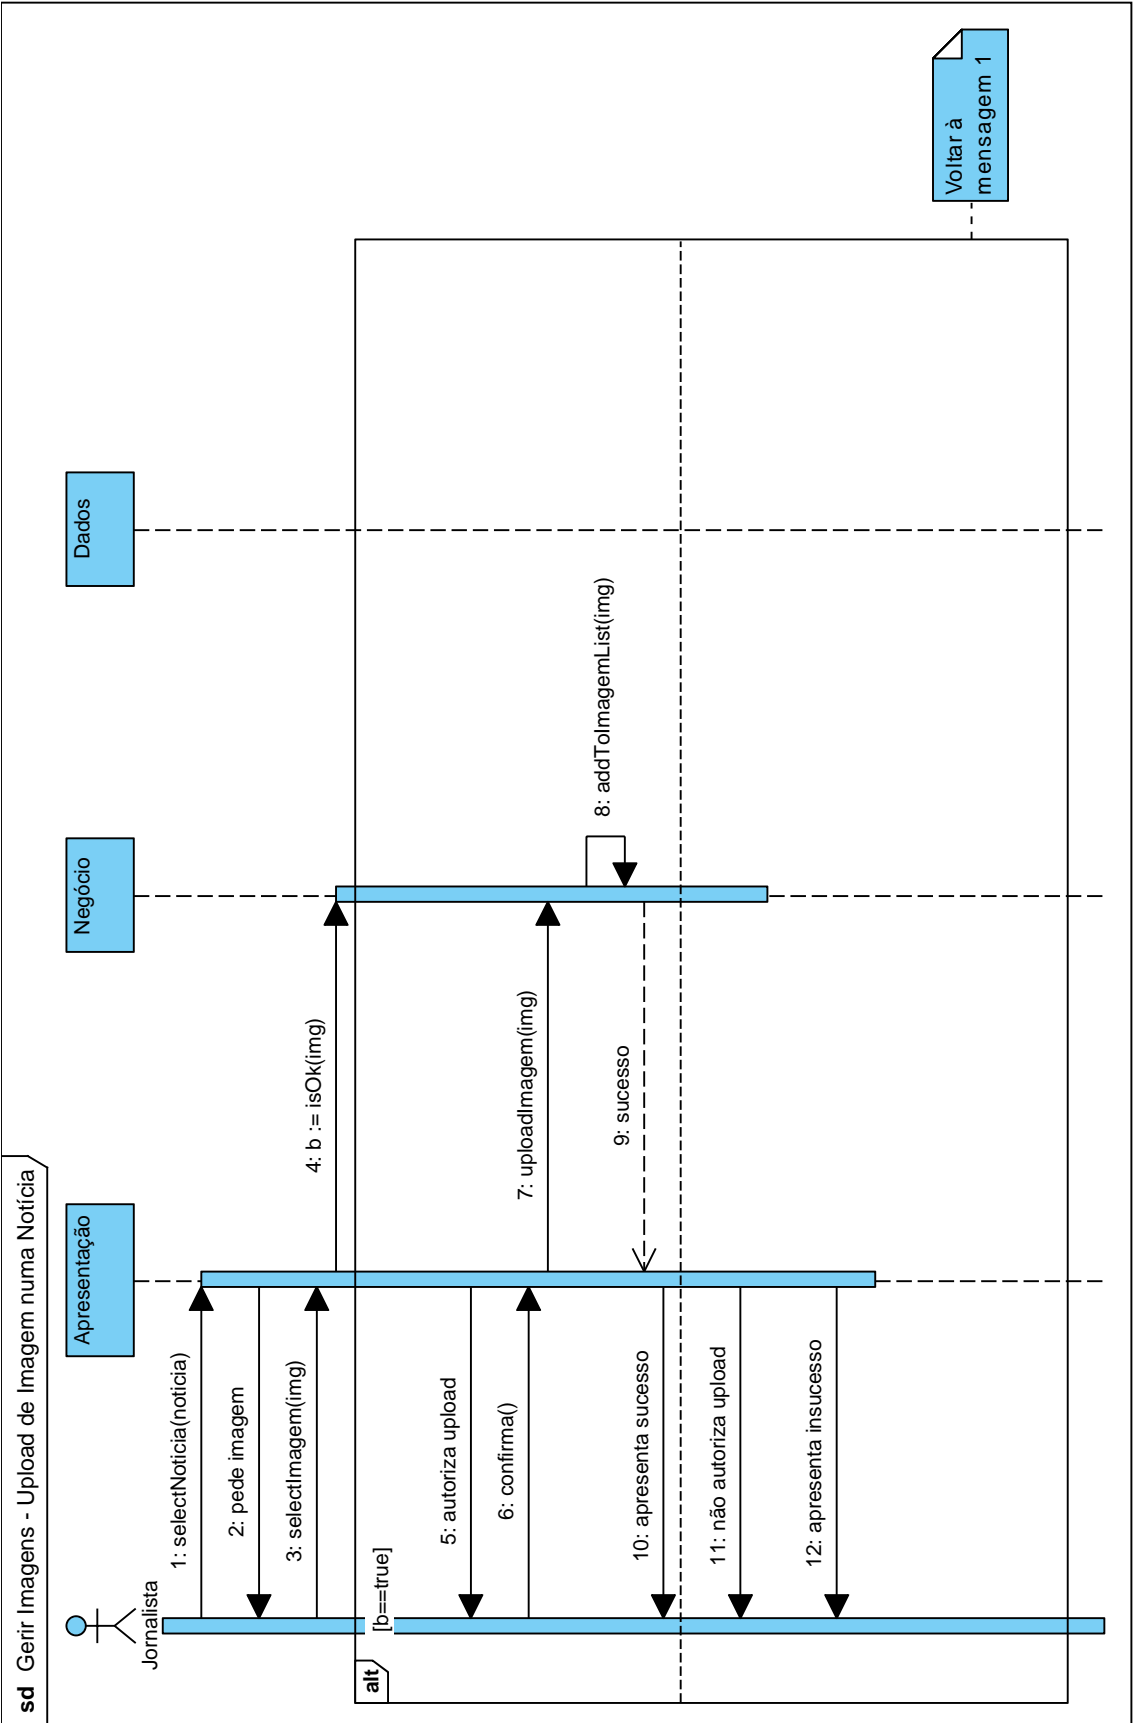 sd Gerir Imagens - Upload de Imagem numa Notícia
Jornalista
Apresentação
Negócio
Dados
1: selectNoticia(noticia)
2: pede imagem
3: selectImagem(img)
4: b := isOk(img)
alt
[b==true]
5: autoriza upload
6: confirma()
7: uploadImagem(img)
8: addToImagemList(img)
9: sucesso
10: apresenta sucesso
11: não autoriza upload
12: apresenta insucesso
Voltar à
mensagem 1